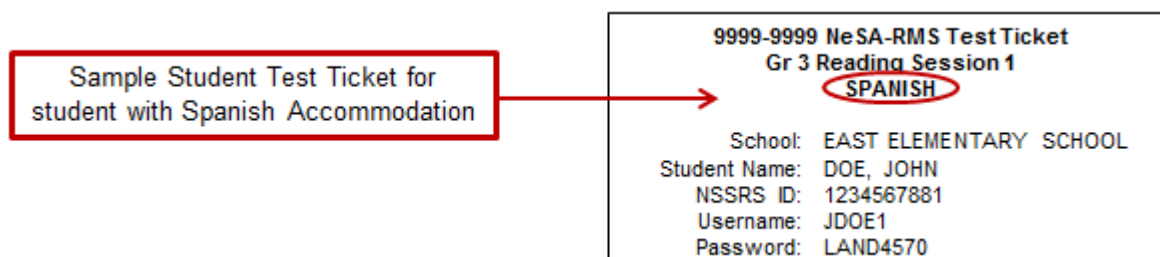 Sample Student Test Ticket for
student with Spanish Accommodation
9999-9999 NeSA-RMS Test Ticket
Gr 3 Reading Session 1
SPANISH
School: EAST ELEMENTARY SCHOOL
Student Name: DOE, JOHN
NSSRS ID: 1234567881
Username: JDOE1
Password: LAND4570